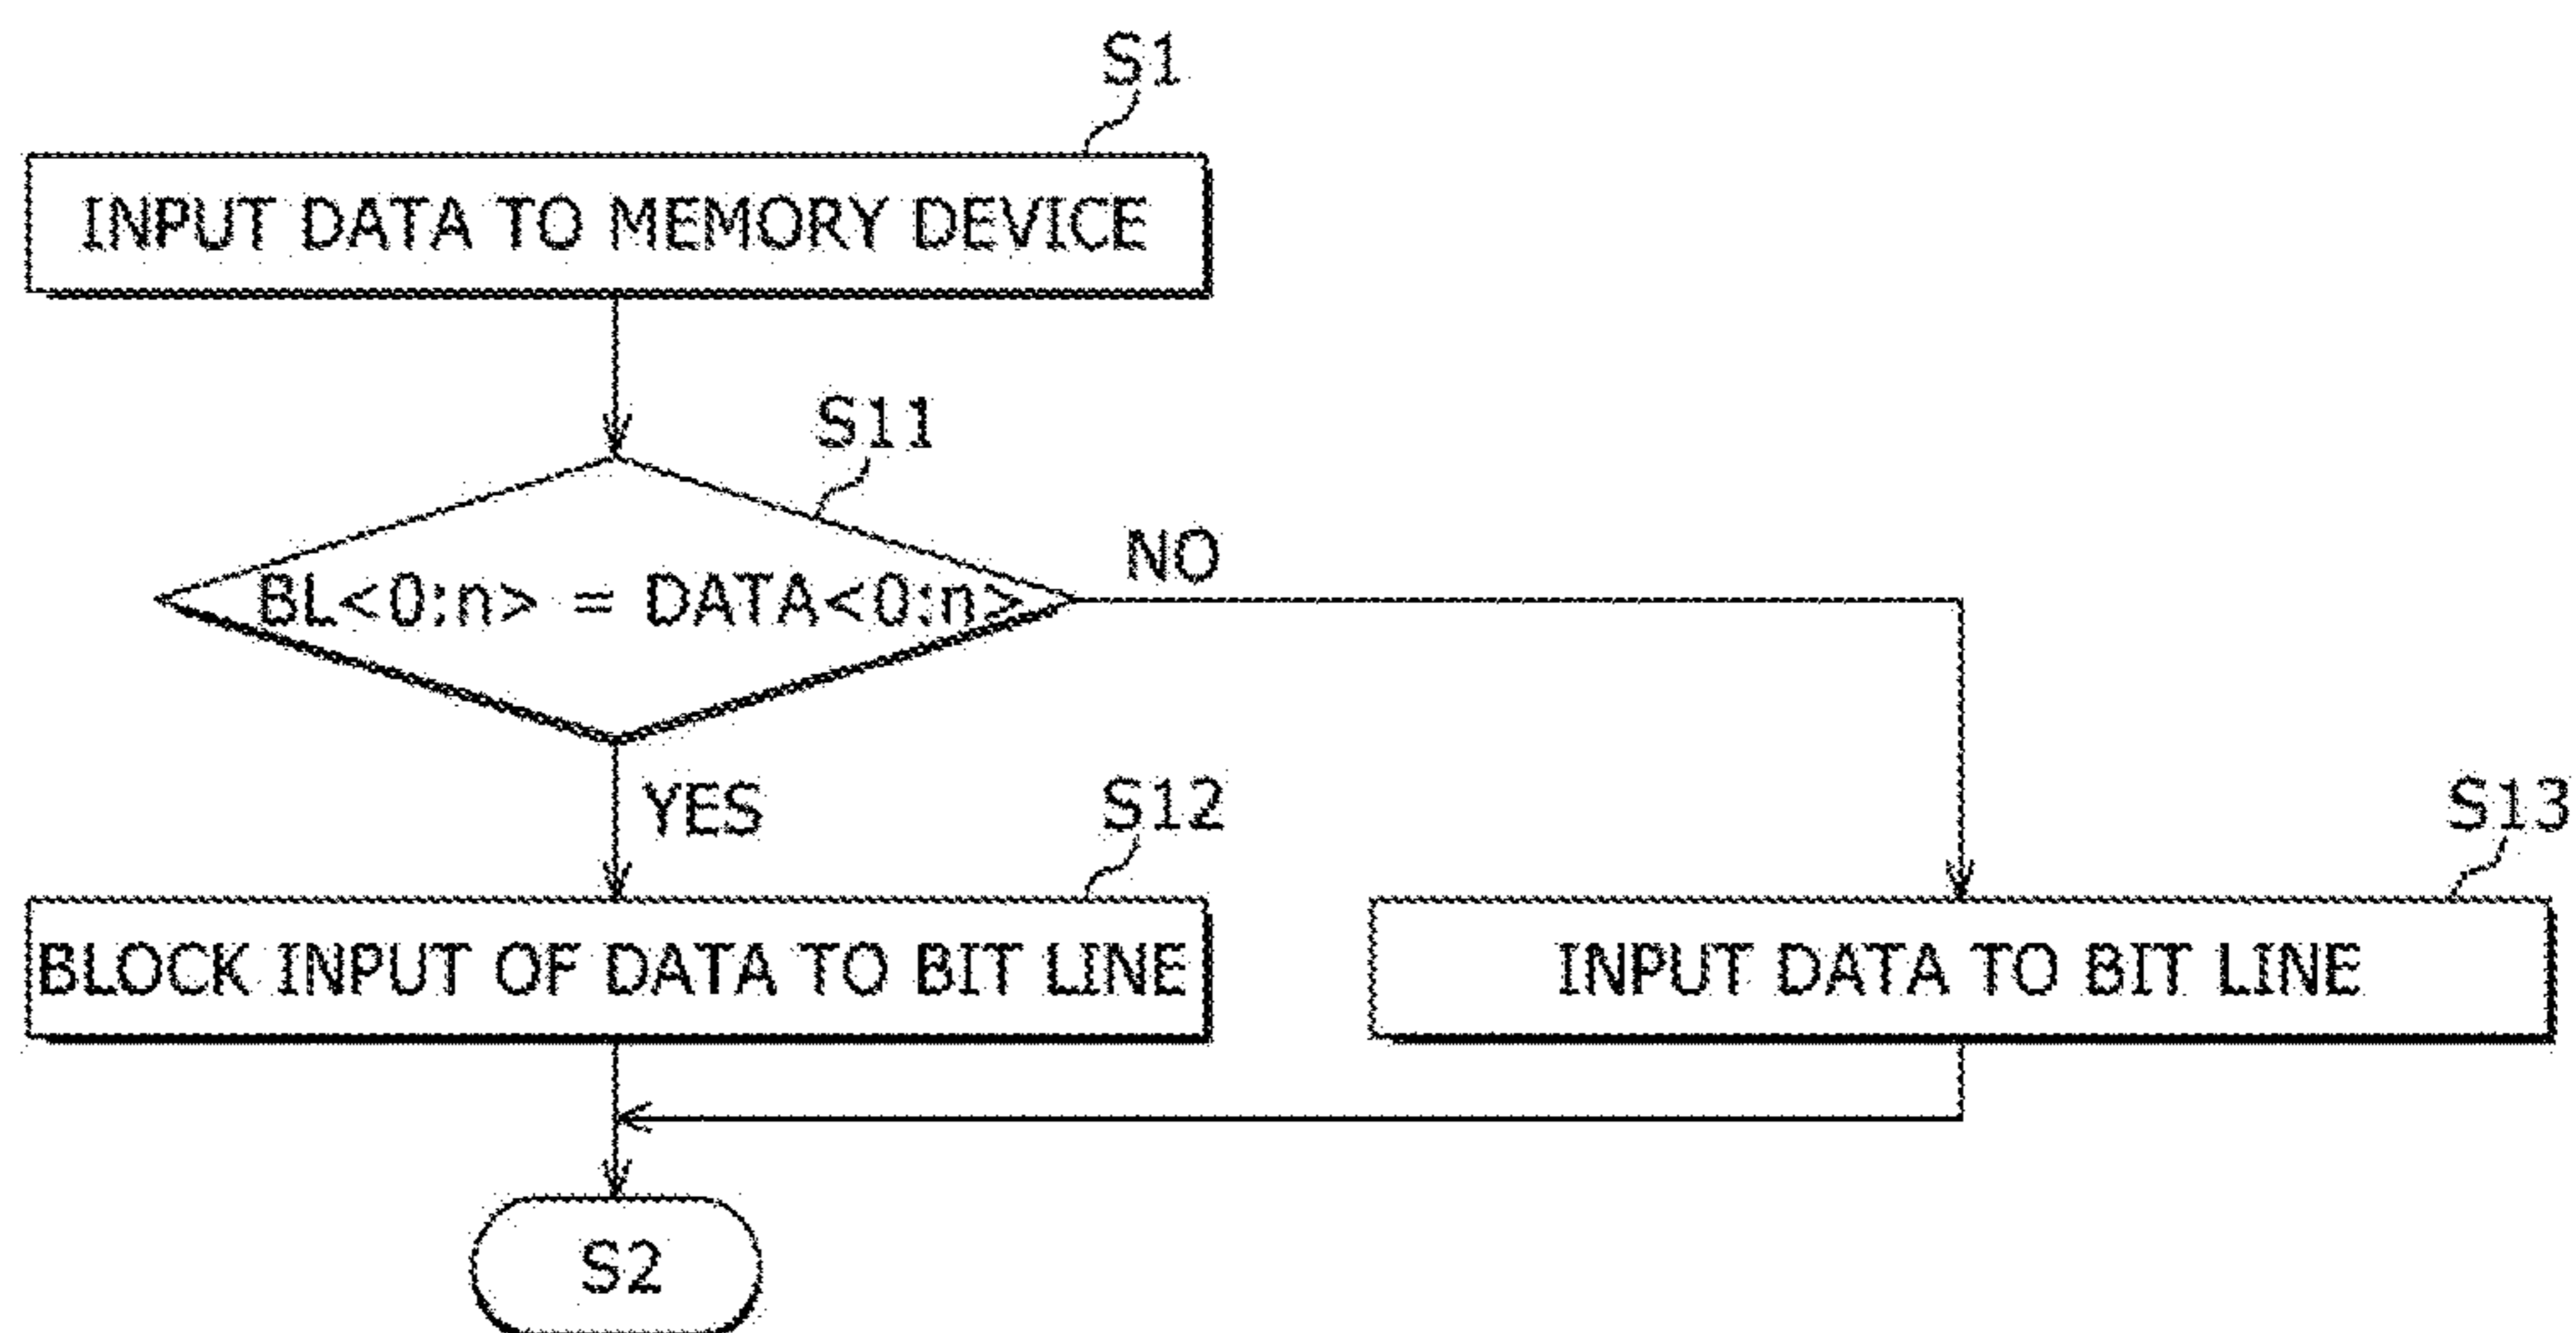 S1
INPUT DATA TO MEMORY DEVICE
S11
BL<0:n> = DATA<0:n>
NO
YES
S12
S13
BLOCK INPUT OF DATA TO BIT LINE
INPUT DATA TO BIT LINE
S2